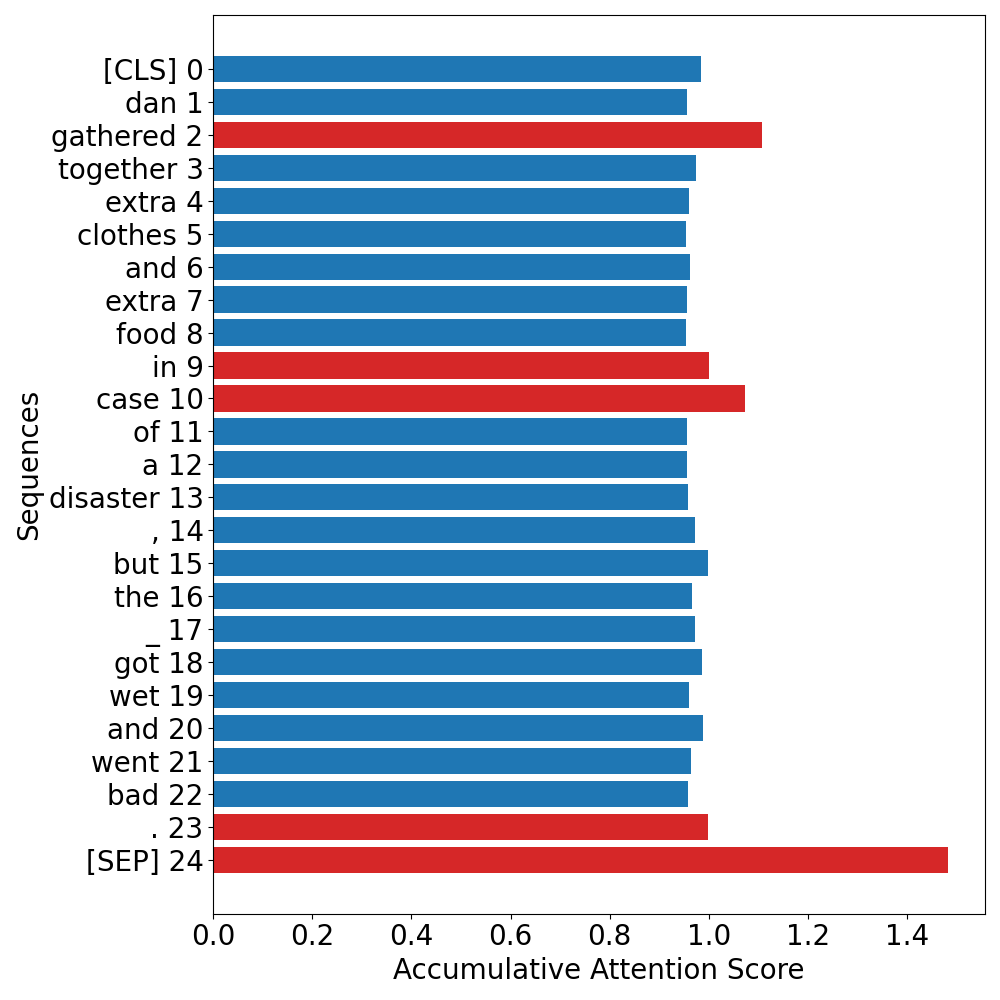 [CLS] 0
dan 1
gathered 2
together 3
extra 4
clothes 5
and 6
extra 7
food 8
in 9
case 10
of 11
a 12
disaster 13
, 14
but 15
the 16
_ 17
got 18
wet 19
and 20
went 21
bad 22
. 23
[SEP] 24
Sequences
0.0 0.2 0.4 0.6 0.8 1.0 1.2 1.4
Accumulative Attention Score